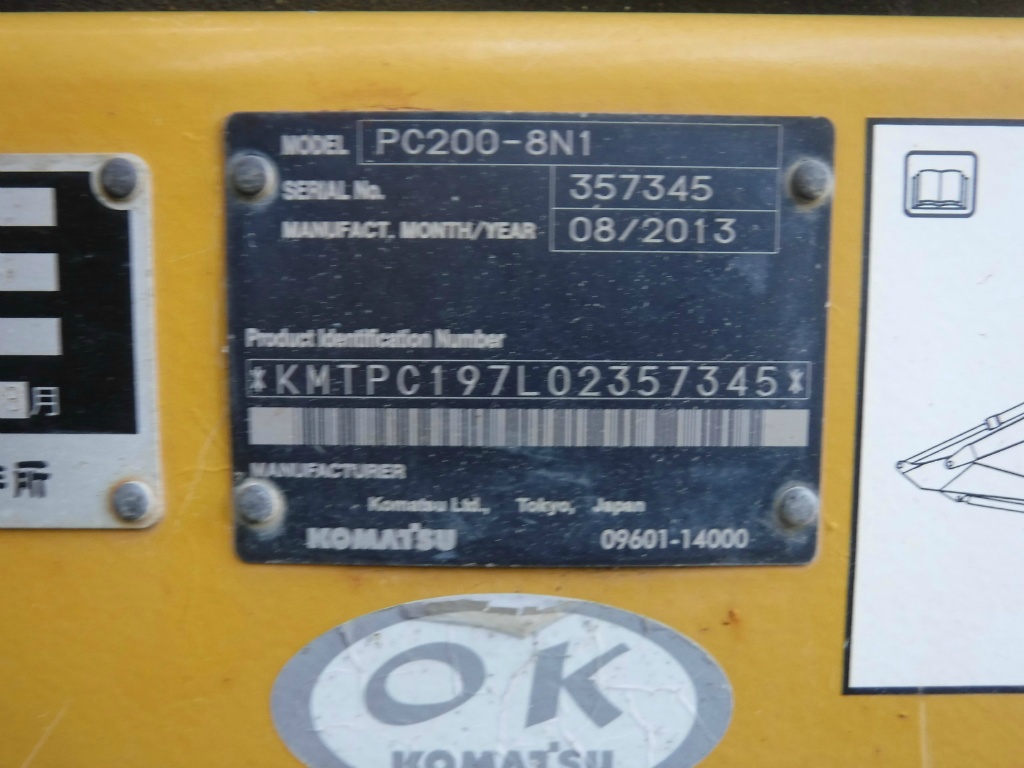 MODEL PC200-8N1
SERIAL No. 357345
MANUFACT. MONTH/YEAR 08/2013
Product Identification Number
*KMTPC197L02357345*
MANUFACTURER
Komatsu Ltd., Tokyo, Japan
KOMATSU 09601-14000
月
所
OK
KOMATSU